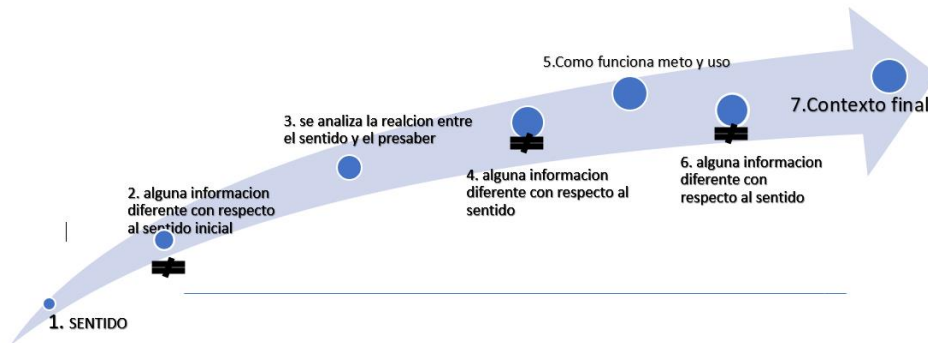 1. SENTIDO
2. alguna informacion
diferente con respecto
al sentido inicial
≠
3. se analiza la realcion entre
el sentido y el presaber
≠
4. alguna informacion
diferente con respecto al
sentido
5.Como funciona meto y uso
≠
6. alguna informacion
diferente con
respecto al sentido
7.Contexto final